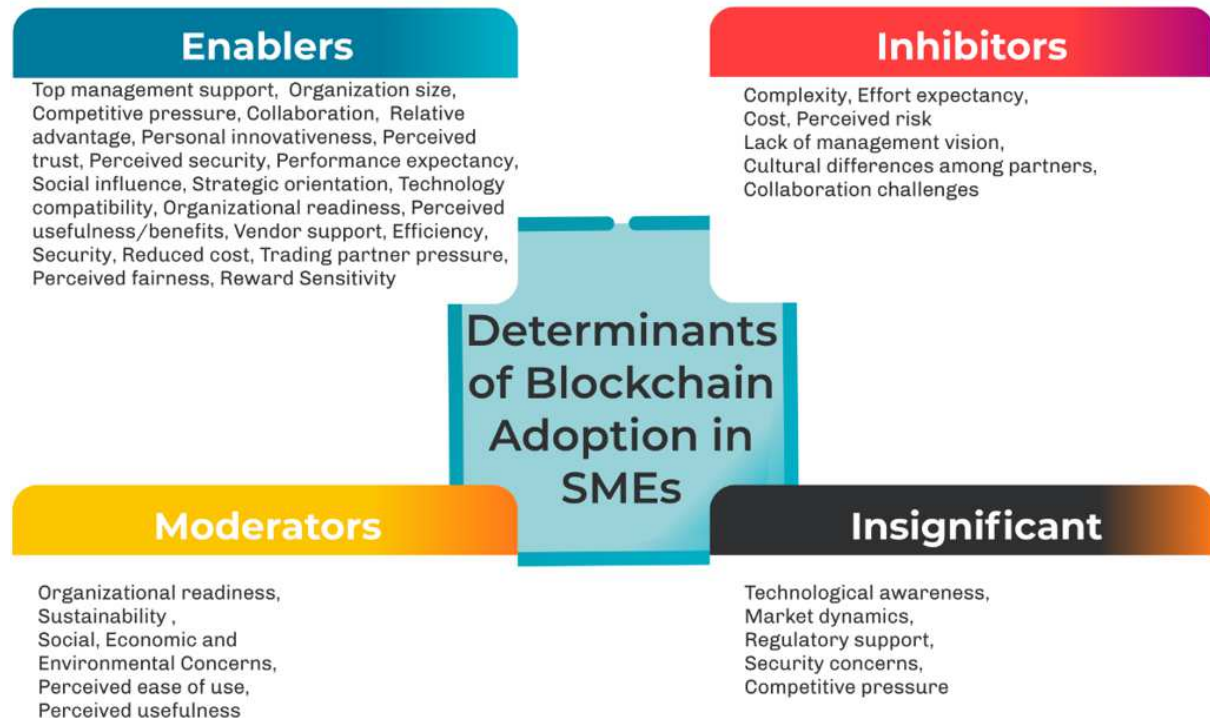 Enablers
Top management support, Organization size,
Competitive pressure, Collaboration, Relative
advantage, Personal innovativeness, Perceived
trust, Perceived security, Performance expectancy,
Social influence, Strategic orientation, Technology
compatibility, Organizational readiness, Perceived
usefulness/benefits, Vendor support, Efficiency,
Security, Reduced cost, Trading partner pressure,
Perceived fairness, Reward Sensitivity
Inhibitors
Complexity, Effort expectancy,
Cost, Perceived risk
Lack of management vision,
Cultural differences among partners,
Collaboration challenges
Determinants
of Blockchain
Adoption in
SMEs
Moderators
Organizational readiness,
Sustainability ,
Social, Economic and
Environmental Concerns,
Perceived ease of use,
Perceived usefulness
Insignificant
Technological awareness,
Market dynamics,
Regulatory support,
Security concerns,
Competitive pressure